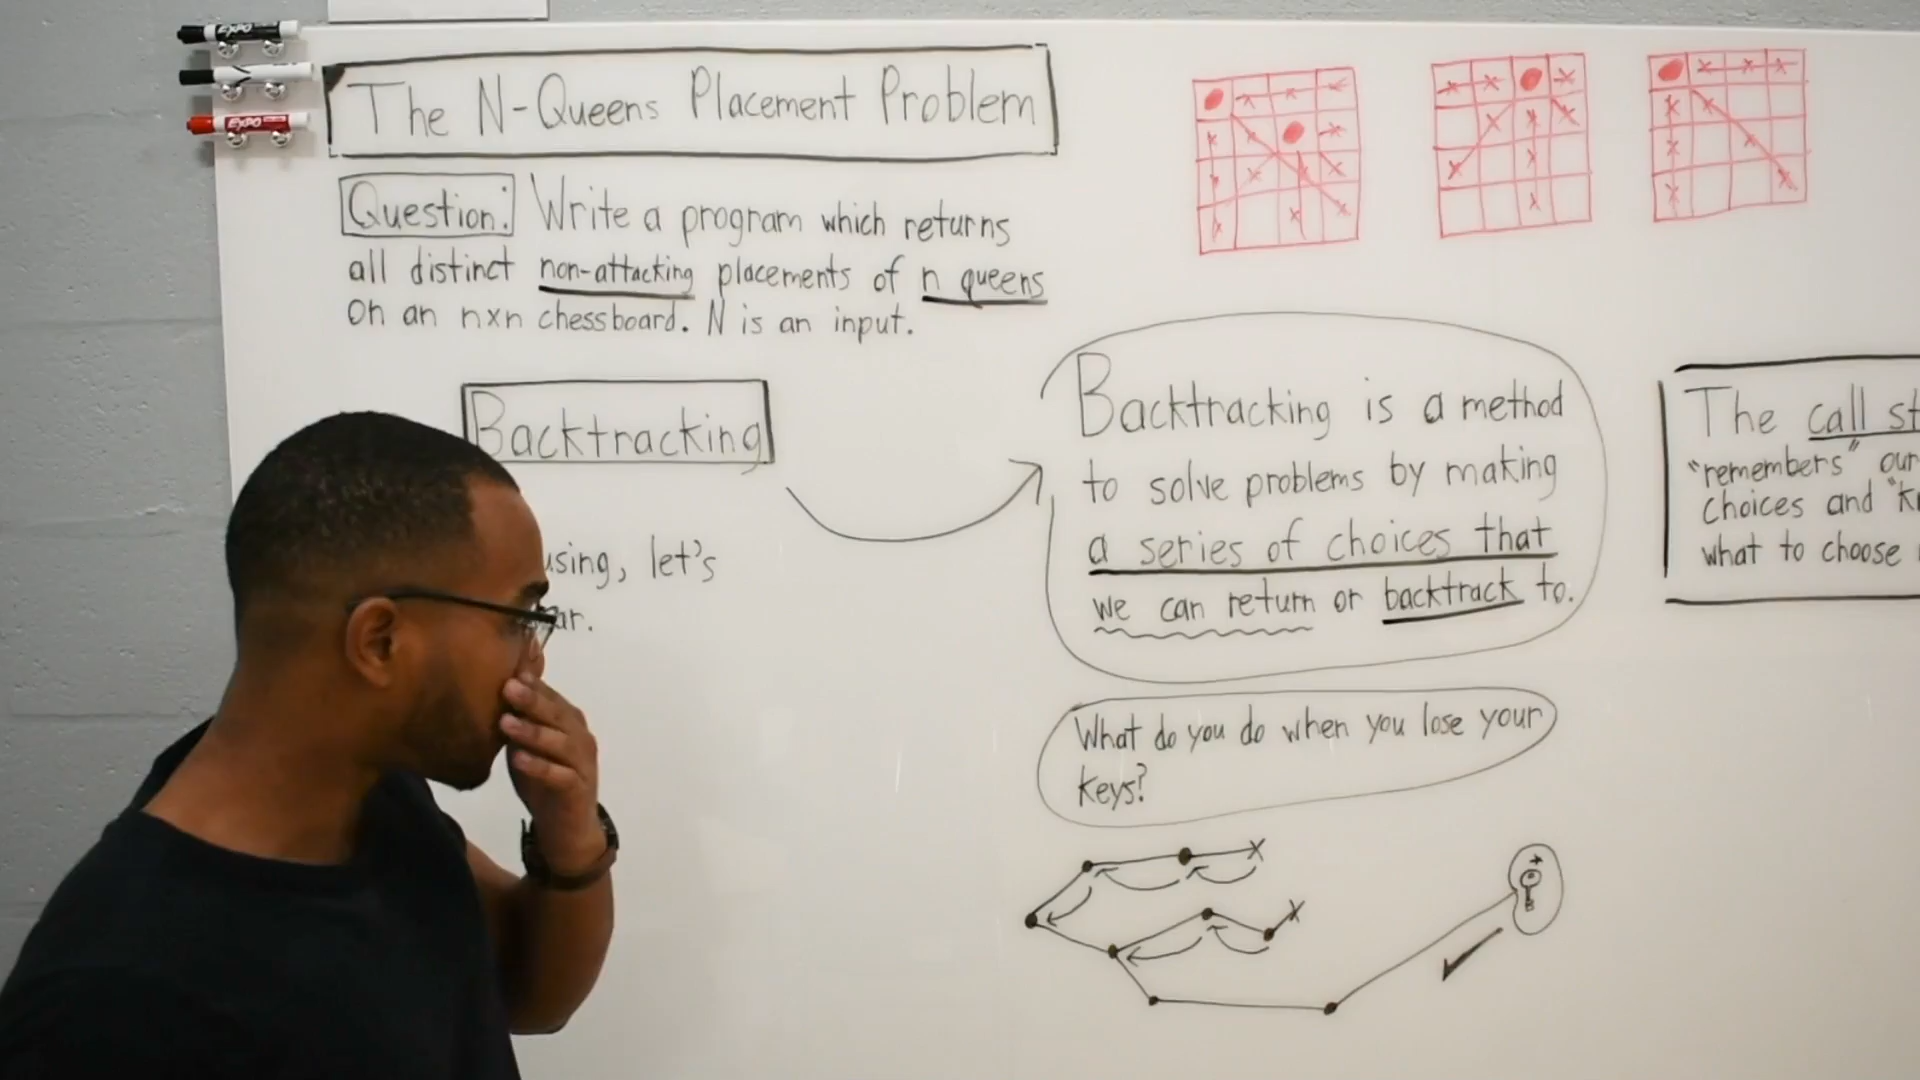 EXPO
EXPO
The N-Queens Placement Problem
Question: Write a program which returns
all distinct non-attacking placements of n queens
on an nxn chessboard. N is an input.
Backtracking
let's
Backtracking is a method
to solve problems by making
a series of choices that
we can return or backtrack to.
What do you do when you lose your
keys?
The call
"remembers" our
choices and
what to choose